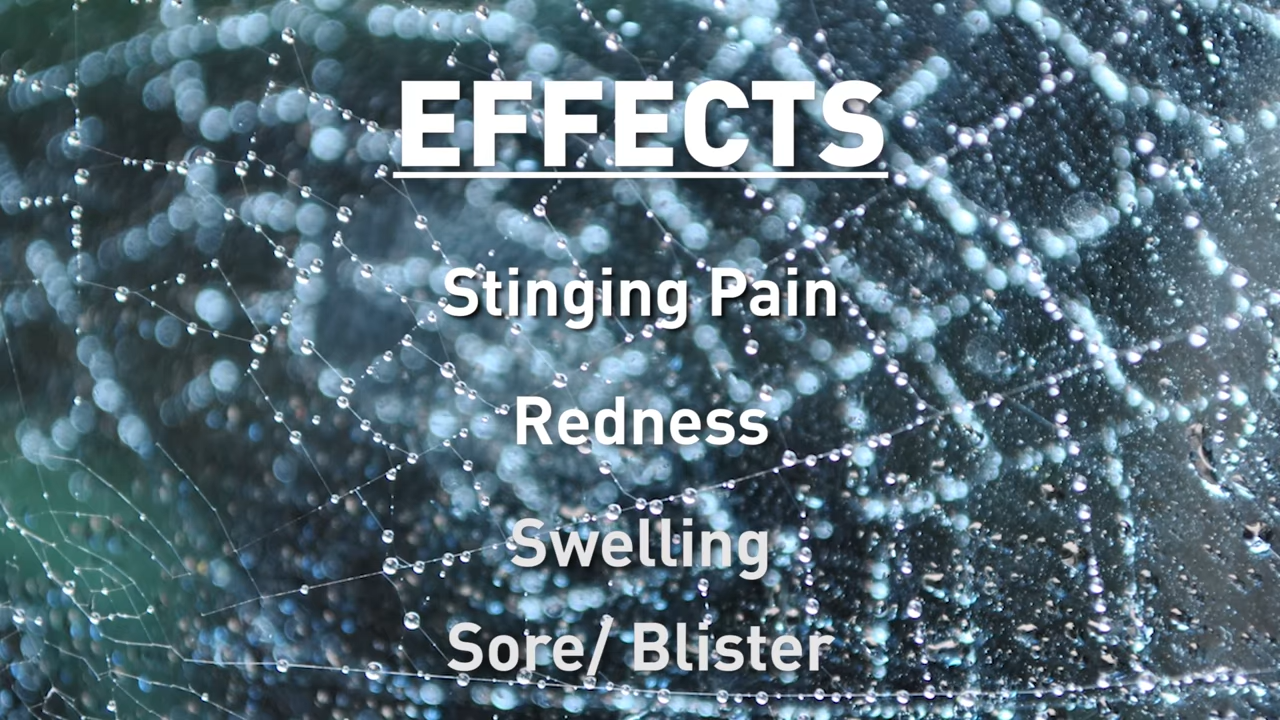 EFFECTS
Stinging Pain
Redness
Swelling
Sore/ Blister